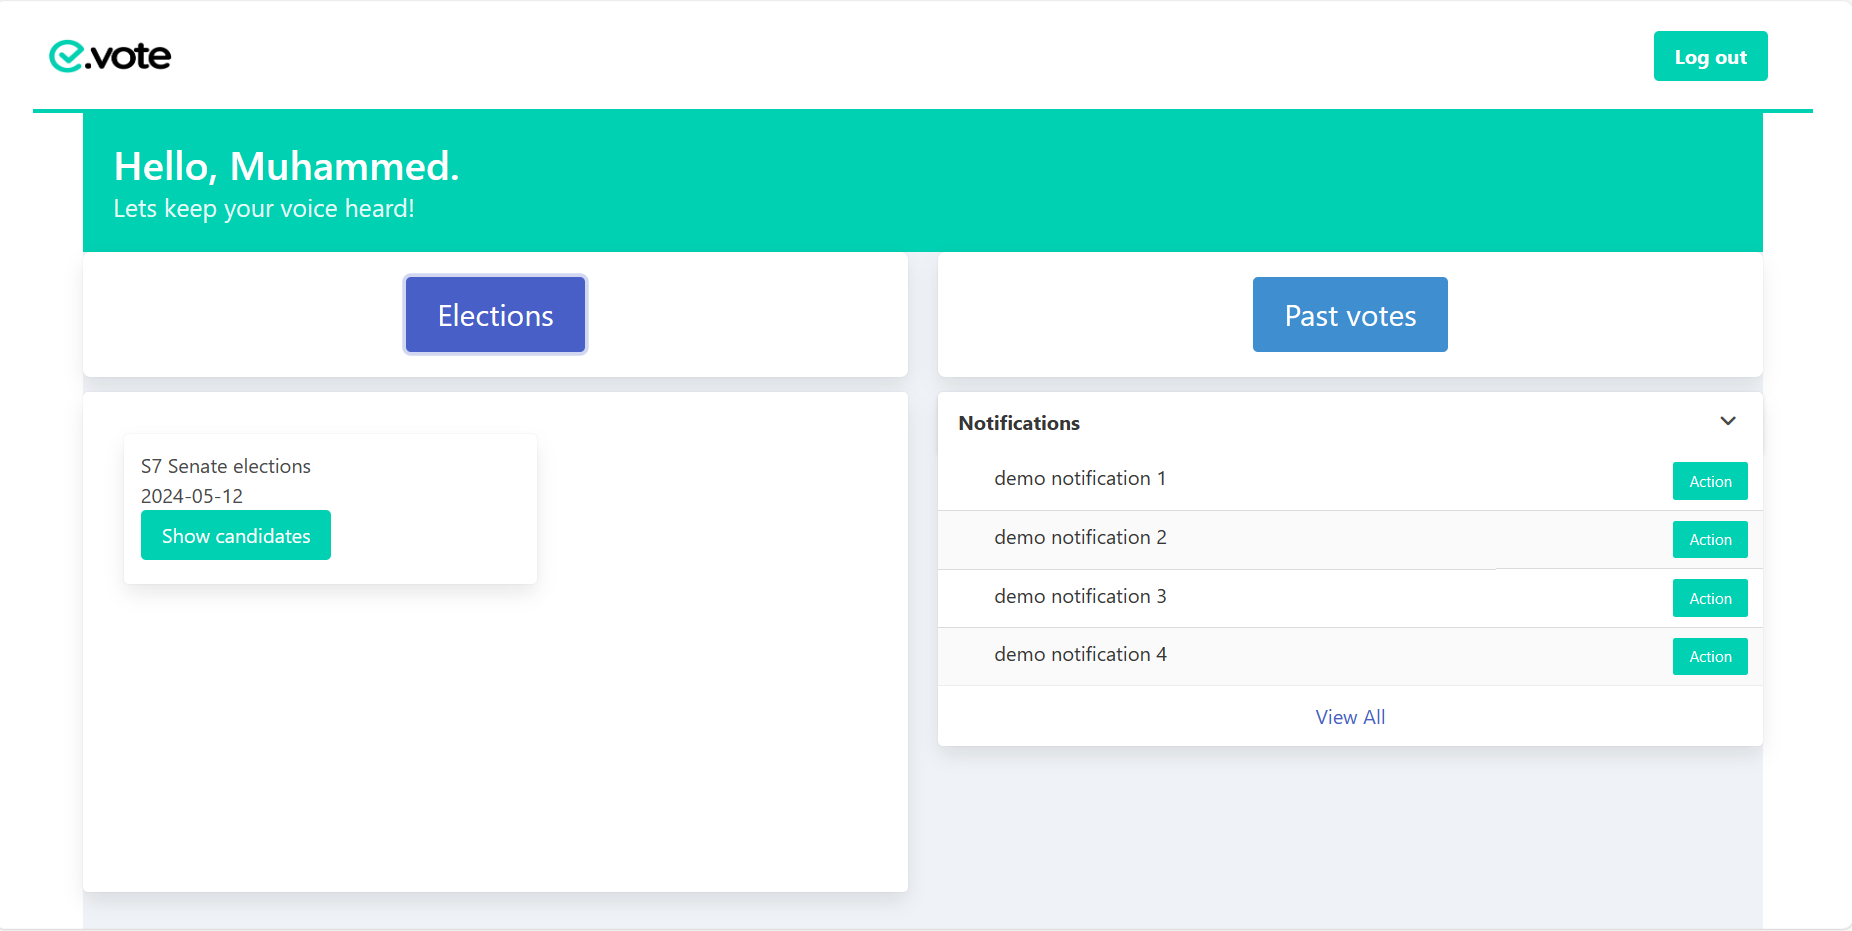 e.vote
Log out
Hello, Muhammed.
Lets keep your voice heard!
Elections
Past votes
S7 Senate elections
2024-05-12
Show candidates
Notifications
demo notification 1
Action
demo notification 2
Action
demo notification 3
Action
demo notification 4
Action
View All